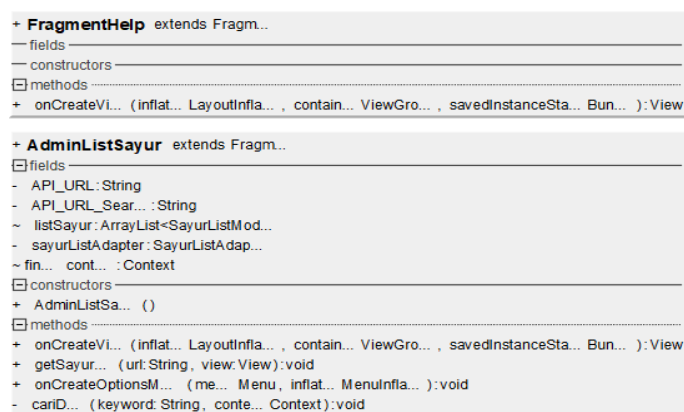 + FragmentHelp extends Fragm...
fields
constructors
methods
+ onCreateVi... (inflat... LayoutInfla... , contain... ViewGro... , savedInstanceSta... Bun... ):View
+ AdminListSayur extends Fragm...
fields
- API_URL:String
- API_URL_Sear... :String
~ listSayur:ArrayList<SayurListMod...
- sayurListAdapter:SayurListAdap...
~ fin... cont... :Context
constructors
+ AdminListSa... ()
methods
+ onCreateVi... (inflat... LayoutInfla... , contain... ViewGro... , savedInstanceSta... Bun... ):View
+ getSayur... (url:String, view:View):void
+ onCreateOptionsM... (me... Menu, inflat... MenuInfla... ):void
- cariD... (keyword:String, conte... Context):void